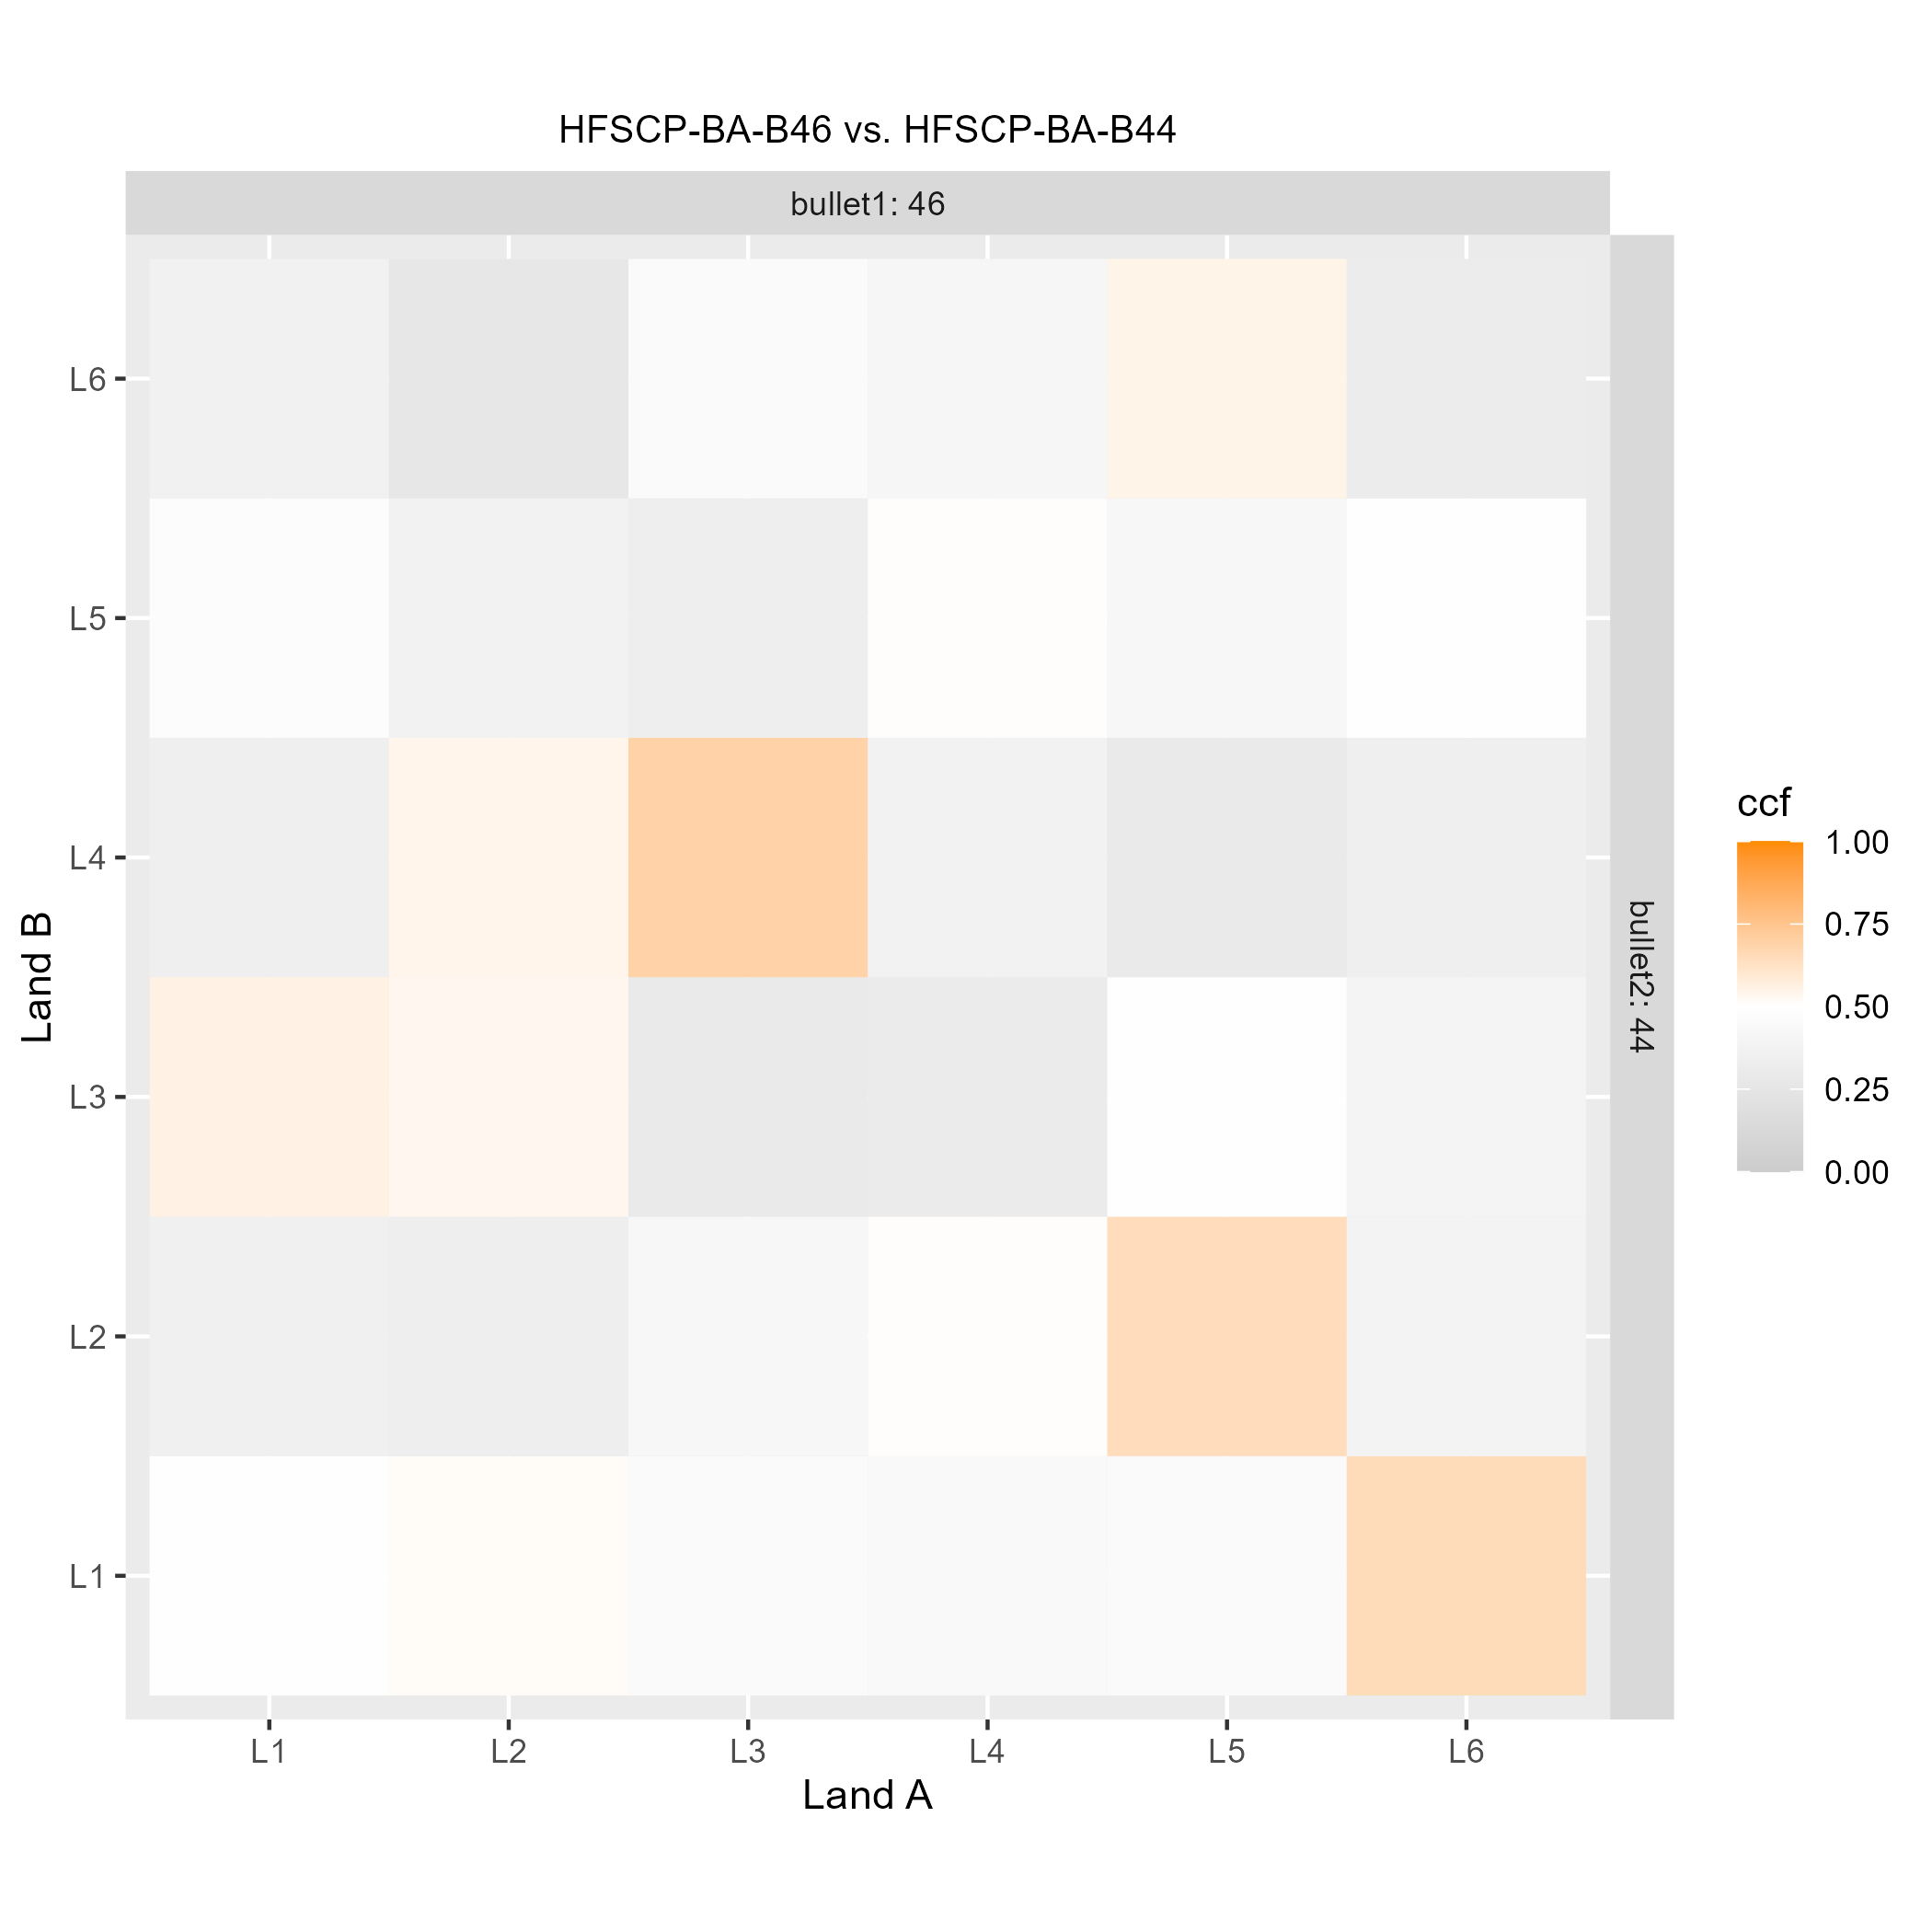 HFSCP-BA-B46 vs. HFSCP-BA-B44
bullet1: 46
L6
L5
L4
L3
L2
L1
Land B
L1 L2 L3 L4 L5 L6
Land A
bullet2: 44
ccf
1.00
0.75
0.50
0.25
0.00